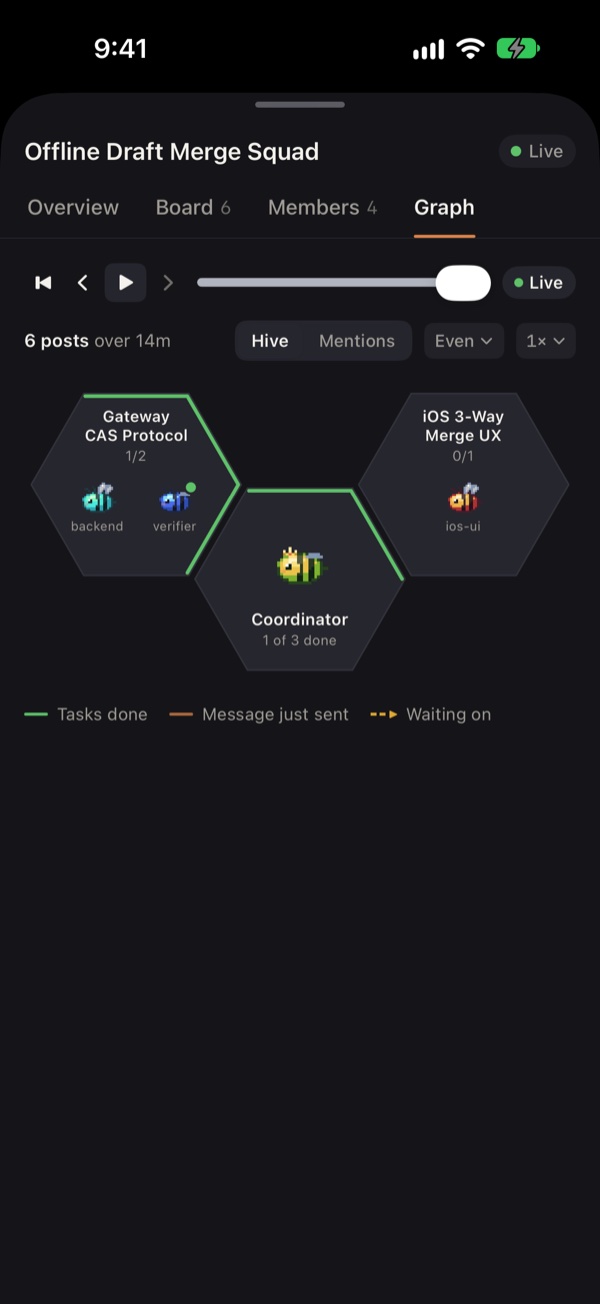 9:41
Offline Draft Merge Squad
Live
Overview
Board 6
Members 4
Graph
Live
6 posts over 14m
Hive
Mentions
Even
1×
Gateway
CAS Protocol
1/2
backend
verifier
iOS 3-Way
Merge UX
0/1
ios-ui
Coordinator
1 of 3 done
Tasks done
Message just sent
Waiting on